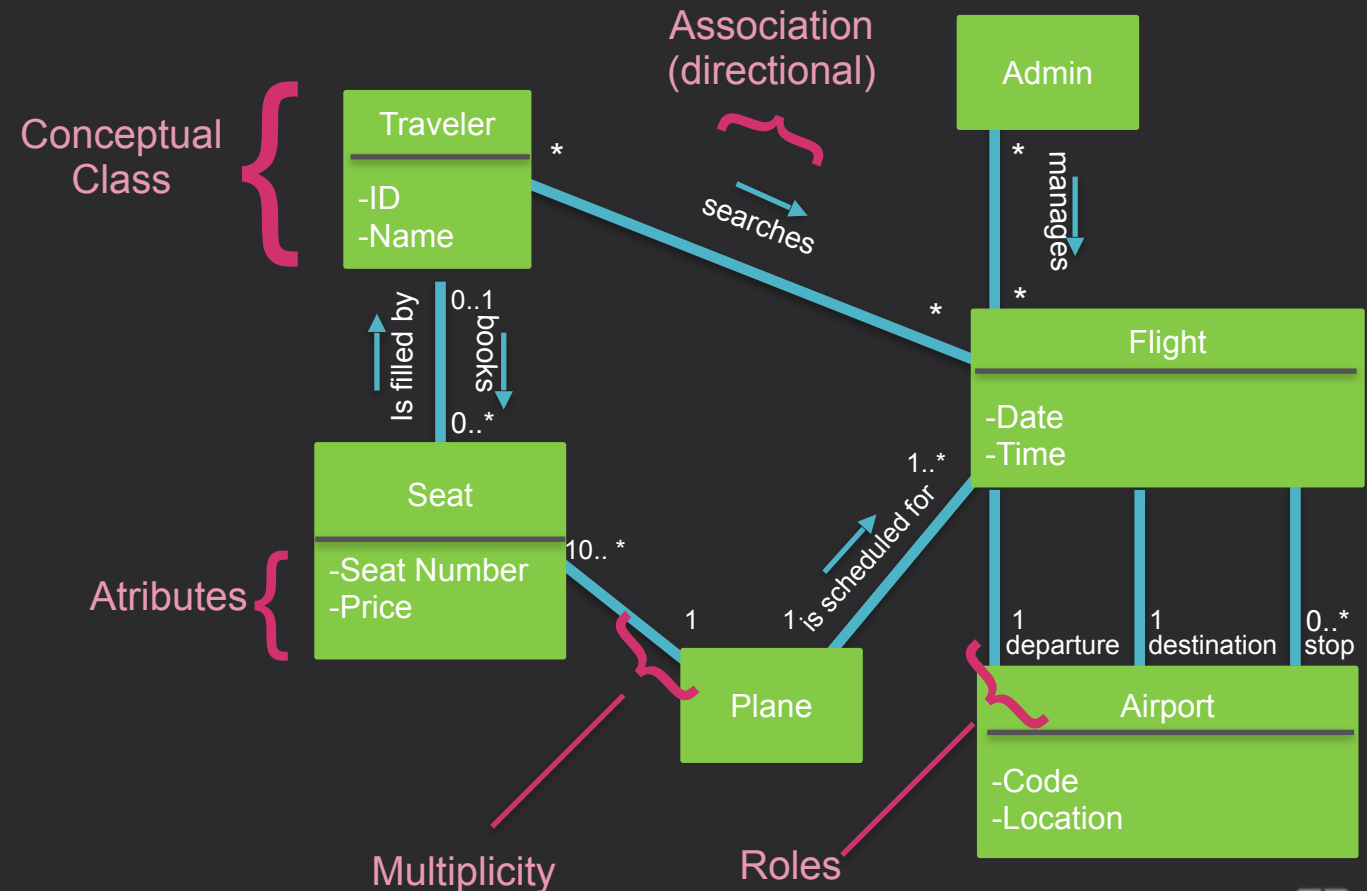 Association
(directional)
Admin
Conceptual
Class
Traveler
-ID
-Name
*
searches
*
*
manages
*
Is filled by
0..1
books
0..*
Flight
-Date
-Time
Seat
-Seat Number
-Price
Atributes
10.. *
1
1
is scheduled for
1..*
1
departure
1
destination
0..*
stop
Plane
Airport
-Code
-Location
Multiplicity
Roles